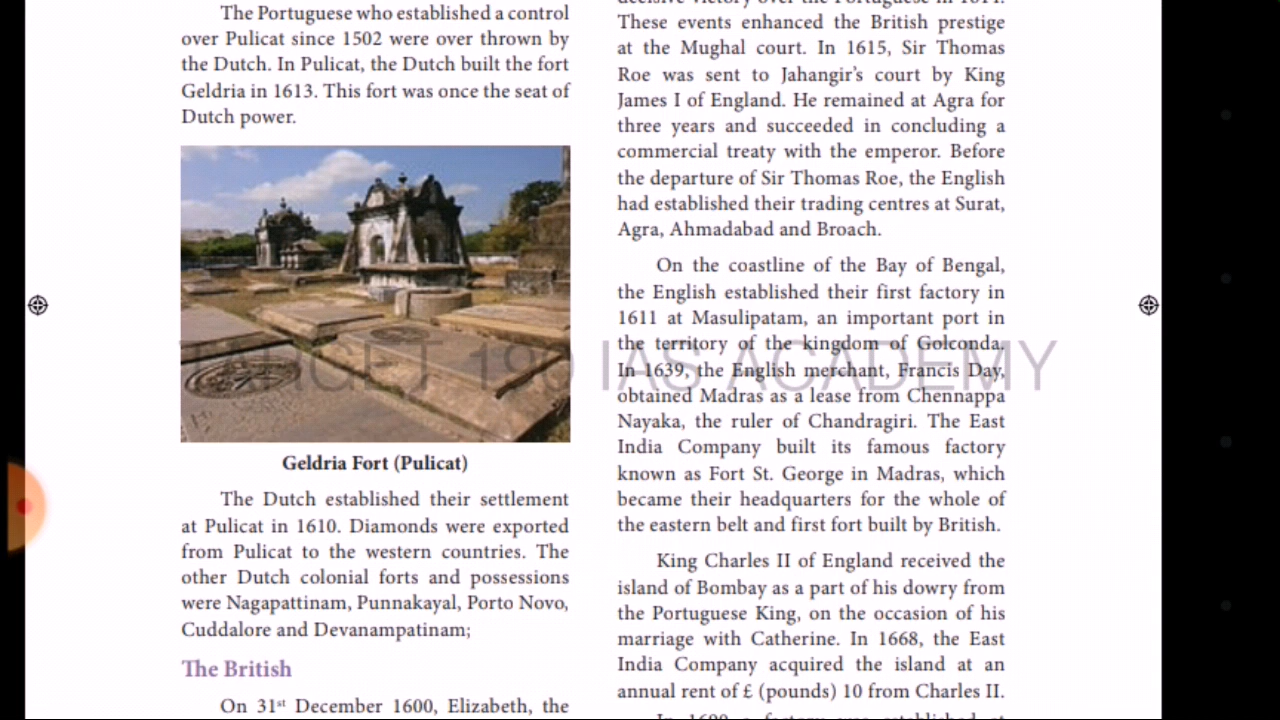 The Portuguese who established a control
over Pulicat since 1502 were over thrown by
the Dutch. In Pulicat, the Dutch built the fort
Geldria in 1613. This fort was once the seat of
Dutch power.
Geldria Fort (Pulicat)
The Dutch established their settlement
at Pulicat in 1610. Diamonds were exported
from Pulicat to the western countries. The
other Dutch colonial forts and possessions
were Nagapattinam, Punnakayal, Porto Novo,
Cuddalore and Devanampatinam;
The British
On 31st December 1600, Elizabeth, the
These events enhanced the British prestige
at the Mughal court. In 1615, Sir Thomas
Roe was sent to Jahangir's court by King
James I of England. He remained at Agra for
three years and succeeded in concluding a
commercial treaty with the emperor. Before
the departure of Sir Thomas Roe, the English
had established their trading centres at Surat,
Agra, Ahmadabad and Broach.
On the coastline of the Bay of Bengal,
the English established their first factory in
1611 at Masulipatam, an important port in
the territory of the kingdom of Golconda.
In 1639, the English merchant, Francis Day,
obtained Madras as a lease from Chennappa
Nayaka, the ruler of Chandragiri. The East
India Company built its famous factory
known as Fort St. George in Madras, which
became their headquarters for the whole of
the eastern belt and first fort built by British.
King Charles II of England received the
island of Bombay as a part of his dowry from
the Portuguese King, on the occasion of his
marriage with Catherine. In 1668, the East
India Company acquired the island at an
annual rent of £ (pounds) 10 from Charles II.
TARGET 190 IAS ACADEMY